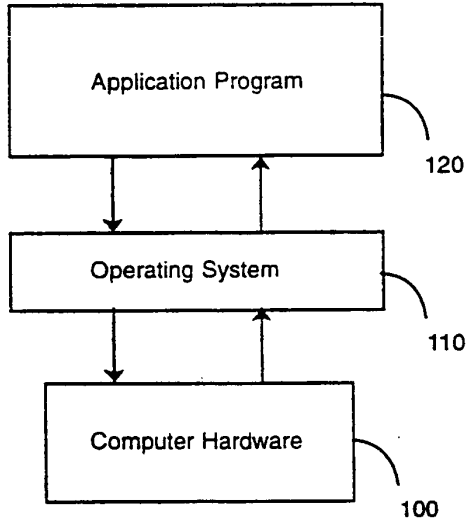 Application Program
120
Operating System
110
Computer Hardware
100